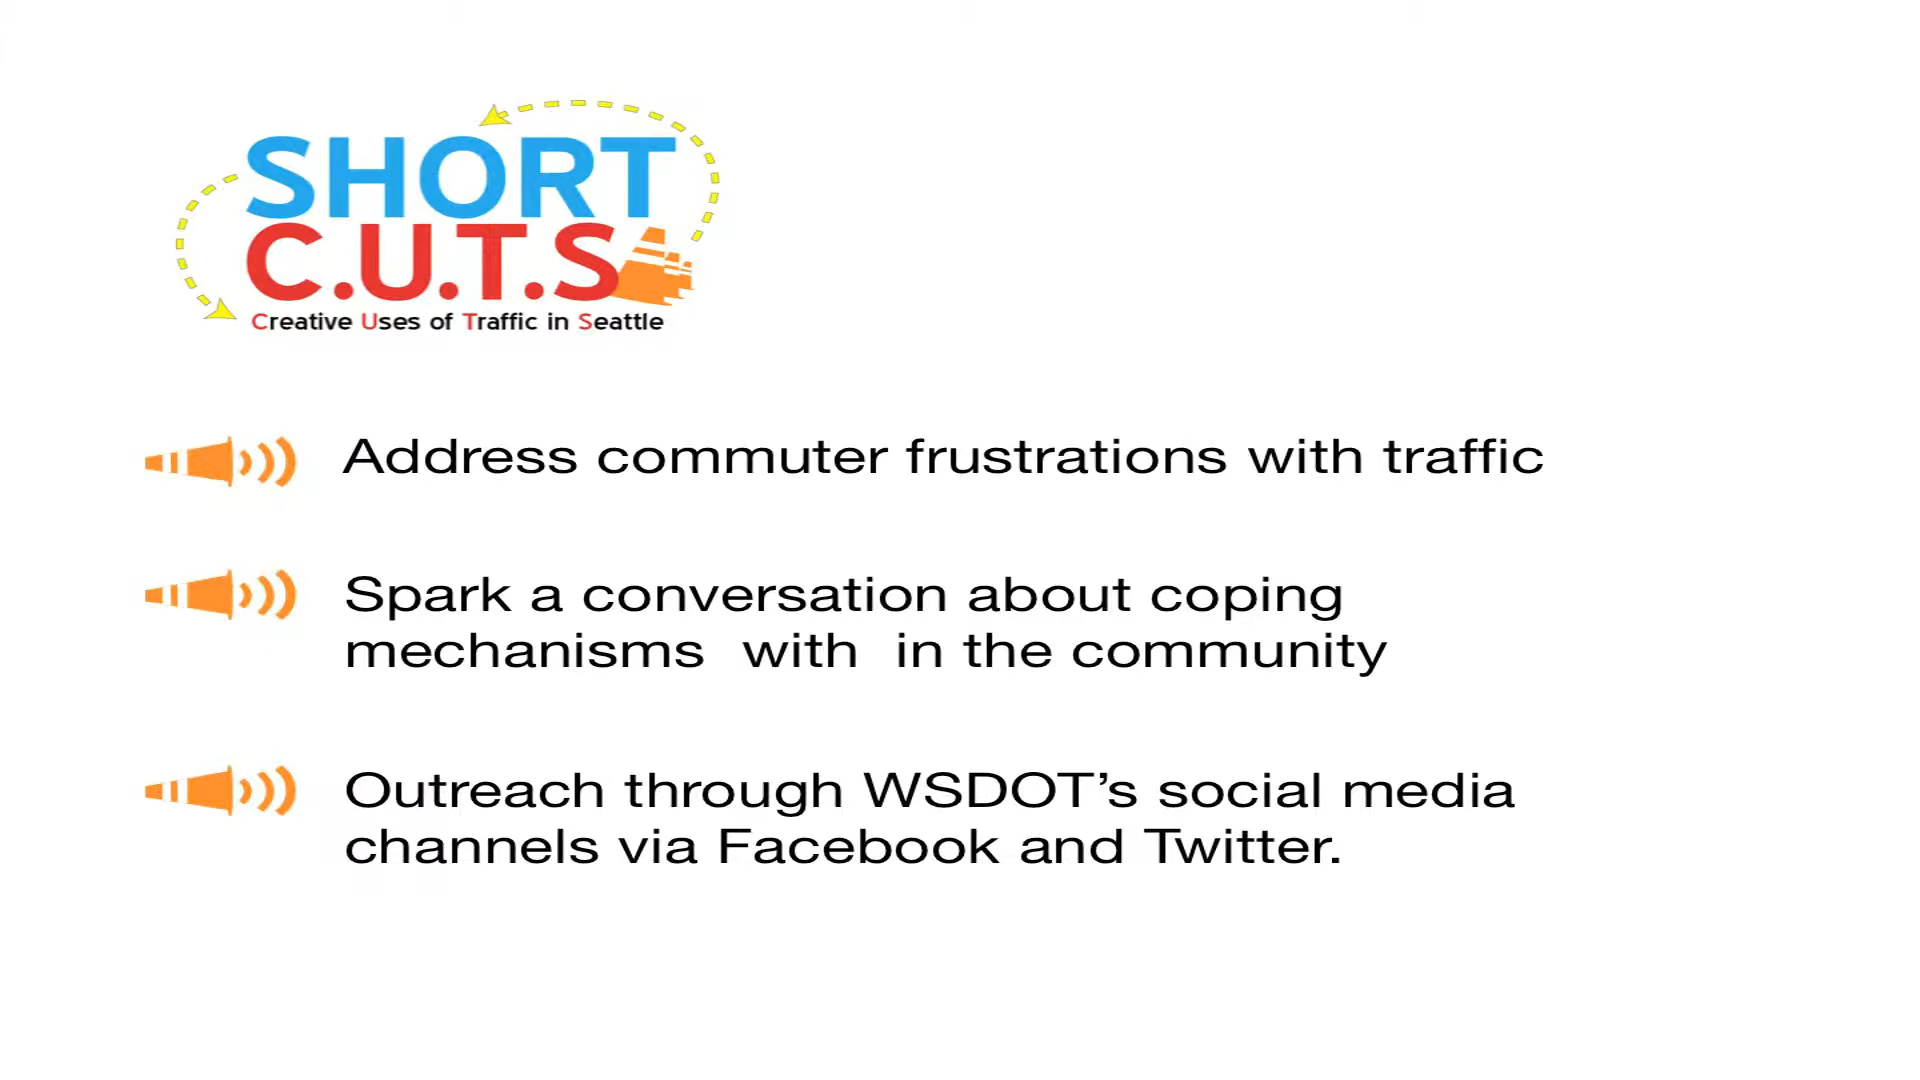 SHORT
C.U.T.S
Creative Uses of Traffic in Seattle
Address commuter frustrations with traffic
Spark a conversation about coping
mechanisms  with  in the community
Outreach through WSDOT’s social media
channels via Facebook and Twitter.